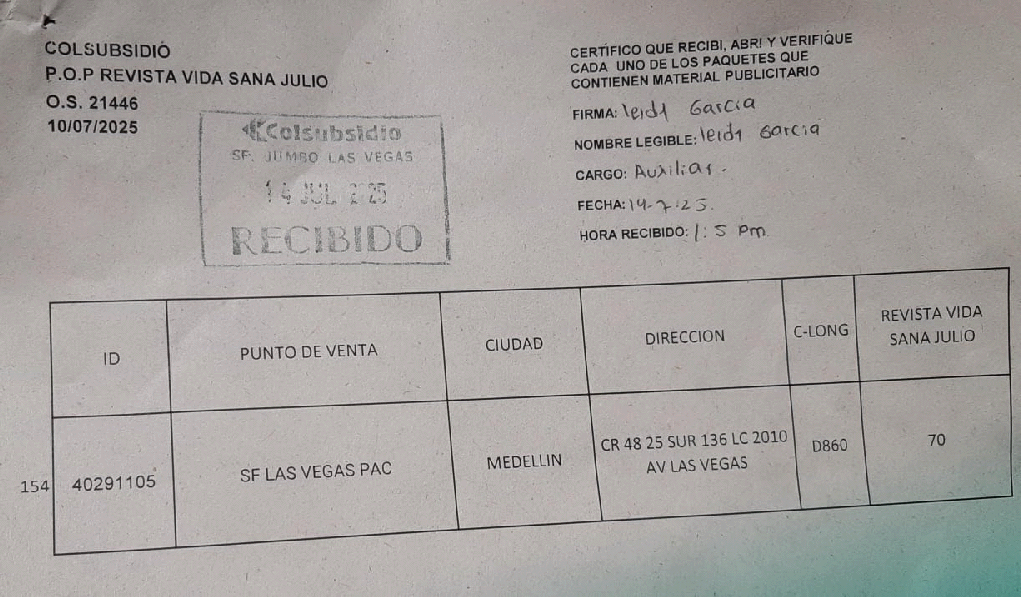 COLSUBSIDIO
P.O.P REVISTA VIDA SANA JULIO
O.S. 21446
10/07/2025
Colsubsidio
SF. JUMBO LAS VEGAS
14 JUL 2025
RECIBIDO
CERTIFICO QUE RECIBI, ABRI Y VERIFIQUE
CADA UNO DE LOS PAQUETES QUE
CONTIENEN MATERIAL PUBLICITARIO
FIRMA: leidy Garcia
NOMBRE LEGIBLE: leidy Garcia
CARGO: Auxiliar.
FECHA: 14-7-25.
HORA RECIBIDO: 1:5 Pm
ID PUNTO DE VENTA CIUDAD DIRECCION C-LONG REVISTA VIDA
SANA JULIO
154 40291105 SF LAS VEGAS PAC MEDELLIN CR 48 25 SUR 136 LC 2010 D860 70
AV LAS VEGAS